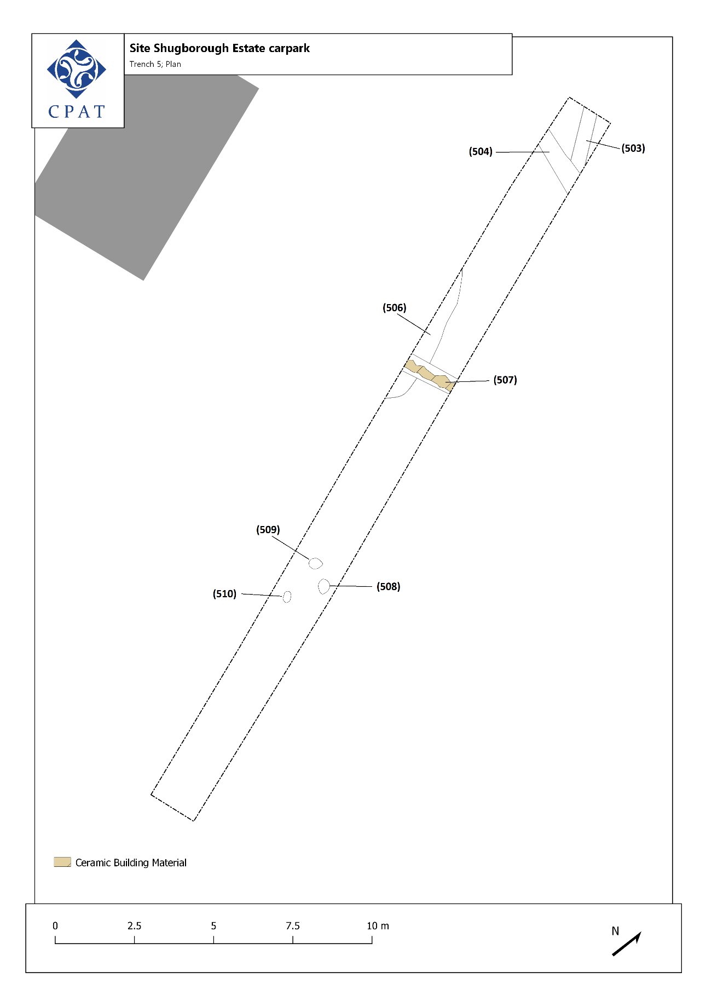 Site Shugborough Estate carpark
Trench 5; Plan
CPAT
(504)
(503)
(506)
(507)
(509)
(508)
(510)
Ceramic Building Material
0 2.5 5 7.5 10 m
N